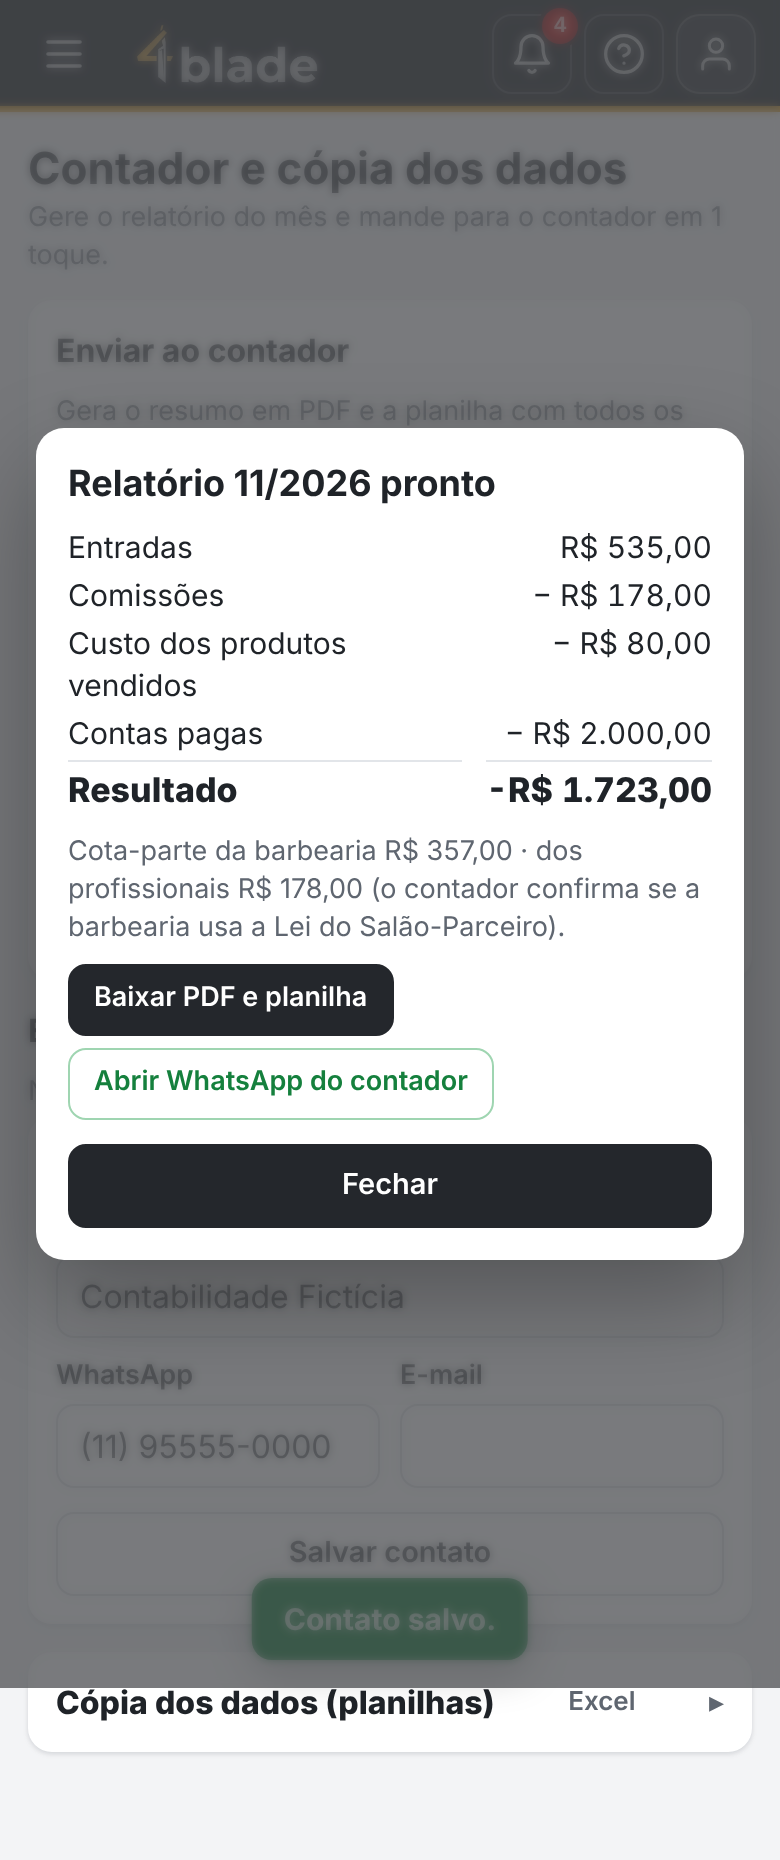 4blade
4
Contador e cópia dos dados
Gere o relatório do mês e mande para o contador em 1
toque.
Enviar ao contador
Gera o resumo em PDF e a planilha com todos os
Relatório 11/2026 pronto
Entradas R$ 535,00
Comissões − R$ 178,00
Custo dos produtos − R$ 80,00
vendidos
Contas pagas − R$ 2.000,00
Resultado -R$ 1.723,00
Cota-parte da barbearia R$ 357,00 · dos
profissionais R$ 178,00 (o contador confirma se a
barbearia usa a Lei do Salão-Parceiro).
Baixar PDF e planilha
Abrir WhatsApp do contador
Fechar
Contabilidade Fictícia
WhatsApp E-mail
(11) 95555-0000
Salvar contato
Contato salvo.
Cópia dos dados (planilhas) Excel ▸